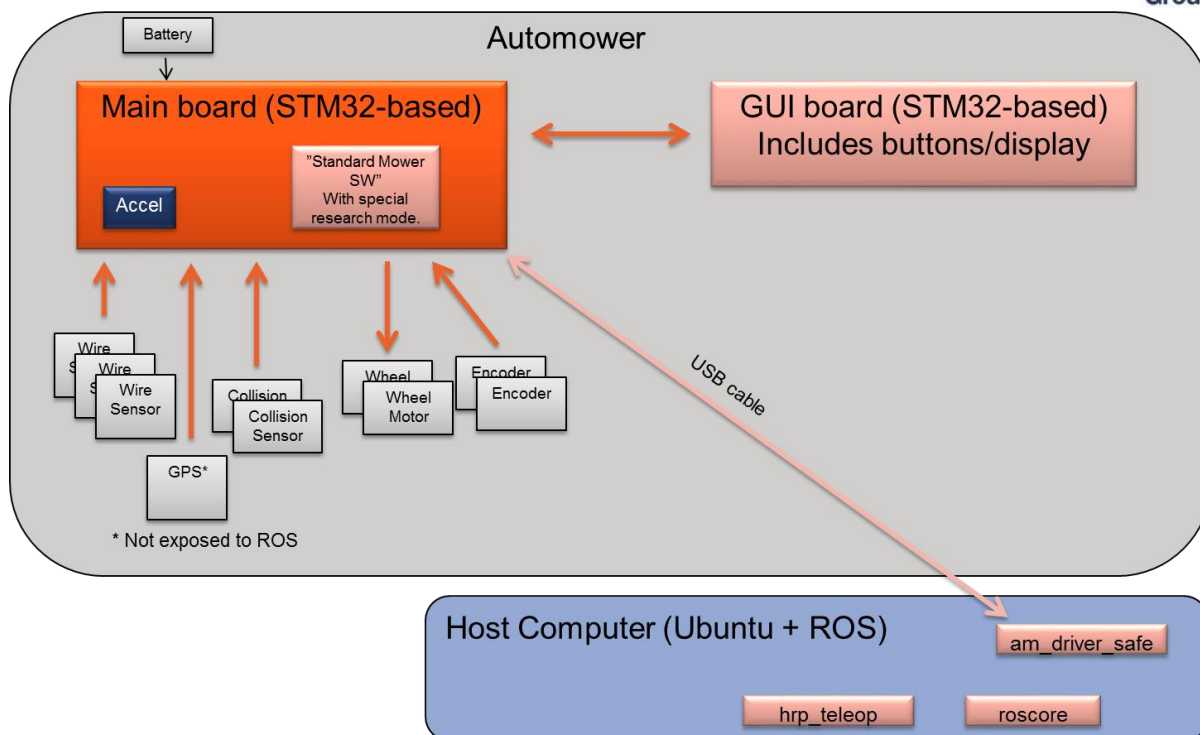 Battery
Automower
Main board (STM32-based)
"Standard Mower
SW"
With special
research mode.
Accel
GUI board (STM32-based)
Includes buttons/display
Wire
Wire
Wire
Sensor
GPS*
Collision
Collision
Sensor
Wheel
Wheel
Motor
Encoder
Encoder
* Not exposed to ROS
USB cable
Host Computer (Ubuntu + ROS)
am_driver_safe
hrp_teleop
roscore